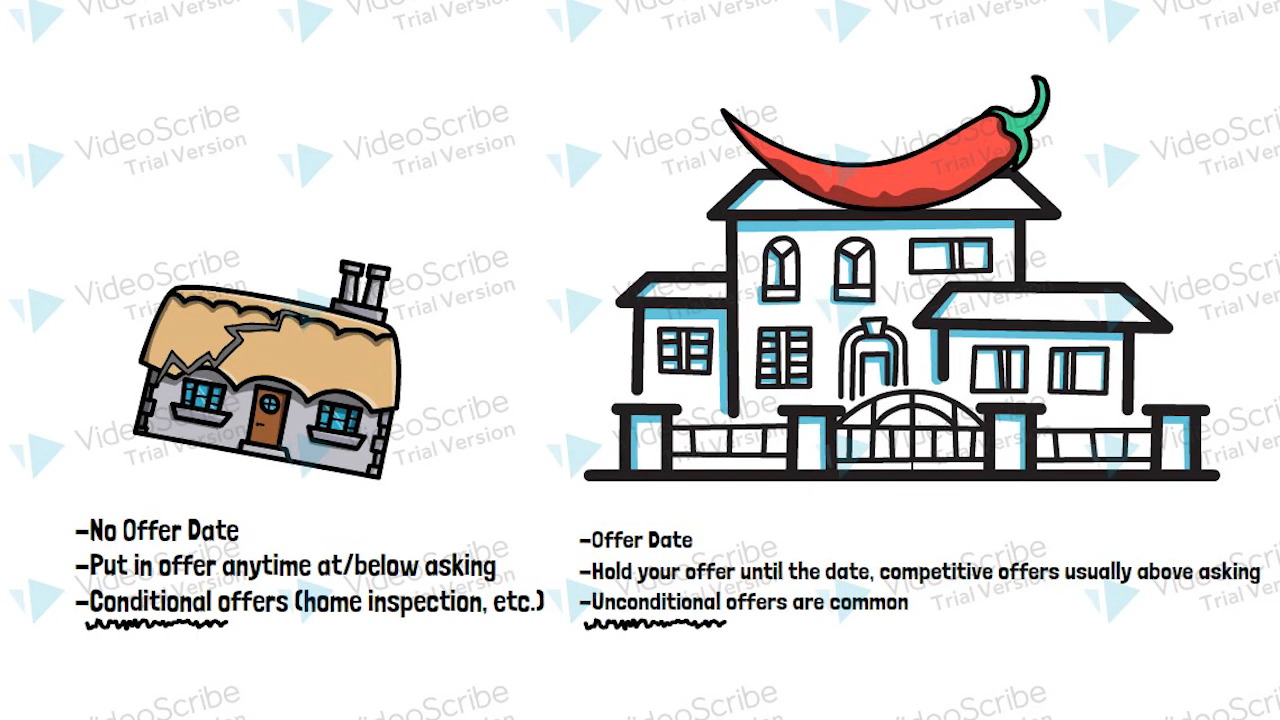 -No Offer Date
-Put in offer anytime at/below asking
-Conditional offers (home inspection, etc.)
-Offer Date
-Hold your offer until the date, competitive offers usually above asking
-Unconditional offers are common
VideoScribe
Trial Version